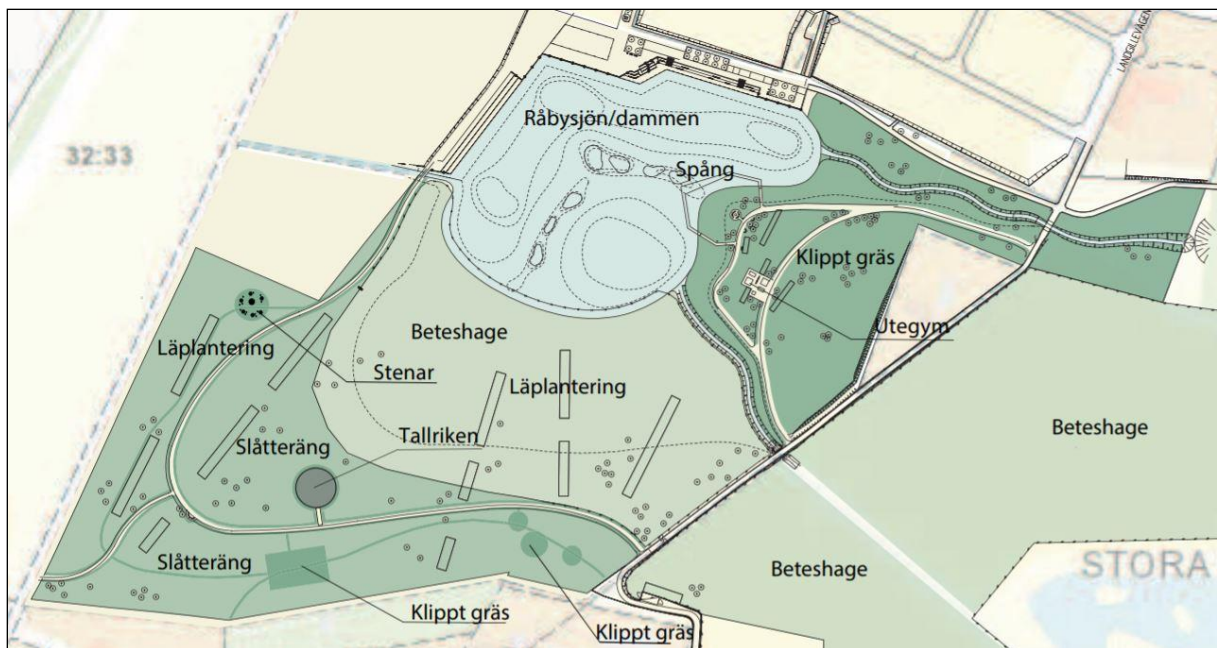 LANDGILLEVÄGEN
Råbysjön/dammen
32:33
Spång
Klippt gräs
Utegym
Beteshage
Läplantering
Stenar
Läplantering
Beteshage
Slåtteräng
Tallriken
Slåtteräng
Beteshage
STORA
Klippt gräs
Klippt gräs